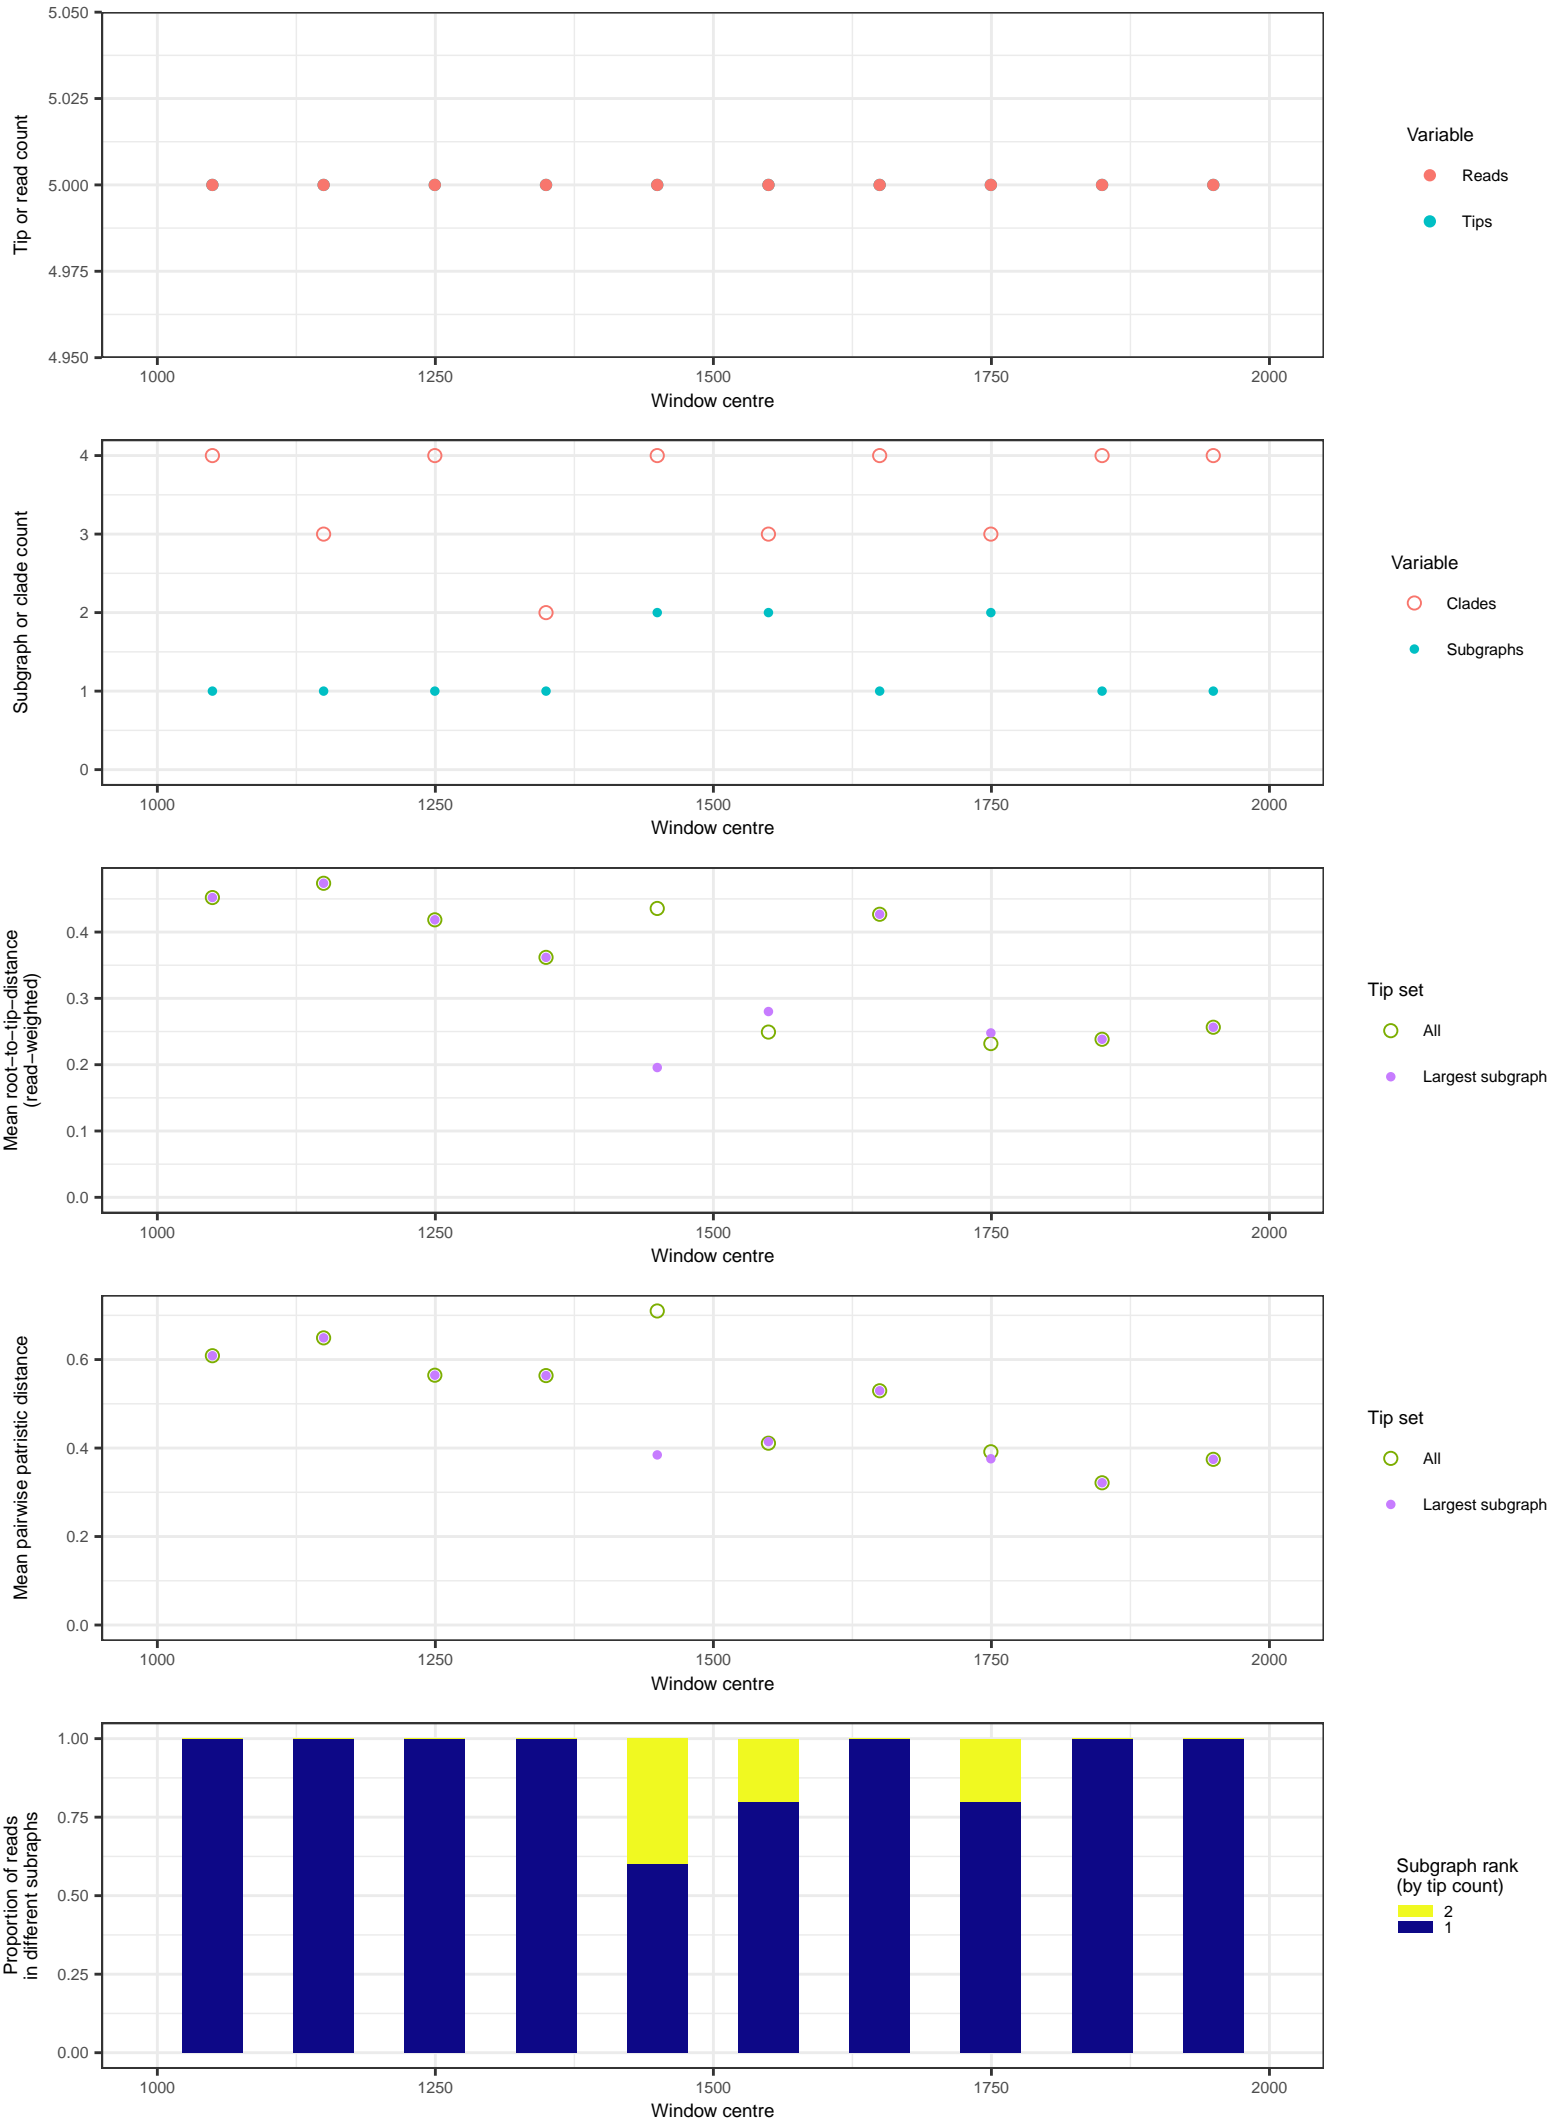 5.050
5.025
5.000
4.975
4.950
Tip or read count
1000 1250 1500 1750 2000
Window centre
Variable
Reads
Tips
4
3
2
1
0
Subgraph or clade count
1000 1250 1500 1750 2000
Window centre
Variable
Clades
Subgraphs
0.4
0.3
0.2
0.1
0.0
Mean root−to−tip−distance
(read−weighted)
1000 1250 1500 1750 2000
Window centre
Tip set
All
Largest subgraph
0.6
0.4
0.2
0.0
Mean pairwise patristic distance
1000 1250 1500 1750 2000
Window centre
Tip set
All
Largest subgraph
1.00
0.75
0.50
0.25
0.00
Proportion of reads
in different subraphs
1000 1250 1500 1750 2000
Window centre
Subgraph rank
(by tip count)
2
1